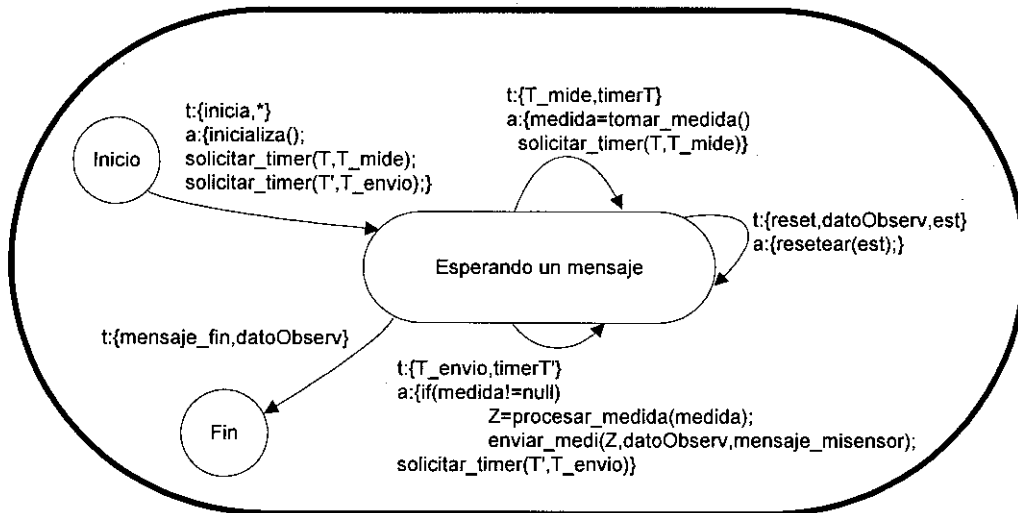 t:{inicia,*}
a:{inicializa();
solicitar_timer(T,T_mide);
solicitar_timer(T',T_envio);}
Inicio
t:{T_mide,timerT}
a:{medida=tomar_medida()
solicitar_timer(T,T_mide)}
t:{reset,datoObserv,est}
a:{resetear(est);}
Esperando un mensaje
t:{mensaje_fin,datoObserv}
Fin
t:{T_envio,timerT'}
a:{if(medida!=null)
Z=procesar_medida(medida);
enviar_medi(Z,datoObserv,mensaje_misensor);
solicitar_timer(T',T_envio)}